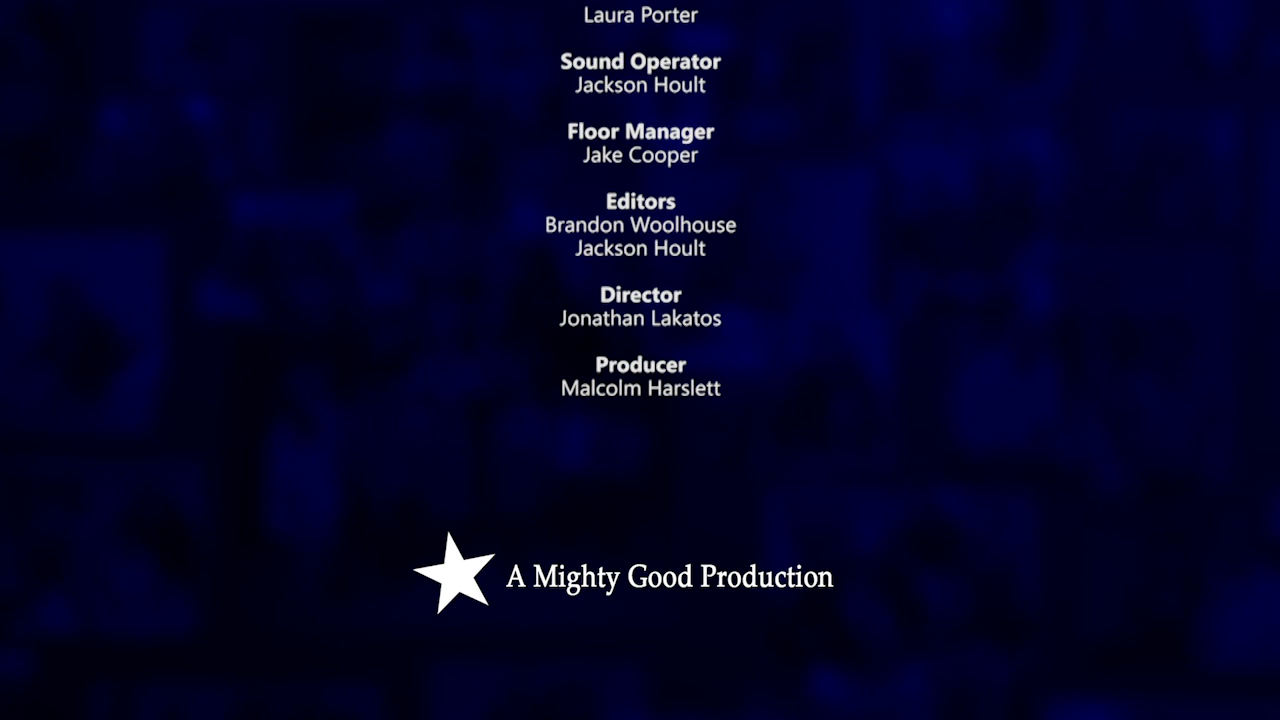 Laura Porter
Sound Operator
Jackson Hoult
Floor Manager
Jake Cooper
Editors
Brandon Woolhouse
Jackson Hoult
Director
Jonathan Lakatos
Producer
Malcolm Harslett
A Mighty Good Production